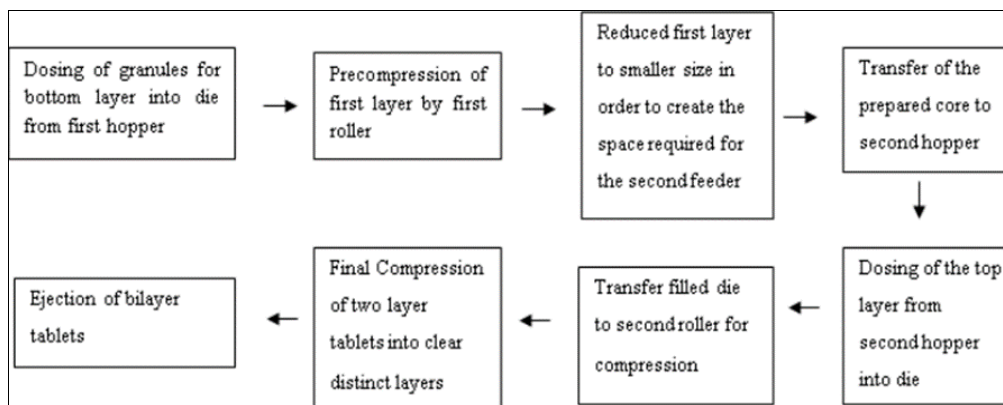 Dosing of granules for
bottom layer into die
from first hopper
Precompression of
first layer by first
roller
Reduced first layer
to smaller size in
order to create the
space required for
the second feeder
Transfer of the
prepared core to
second hopper
Dosing of the top
layer from
second hopper
into die
Transfer filled die
to second roller for
compression
Final Compression
of two layer
tablets into clear
distinct layers
Ejection of bilayer
tablets